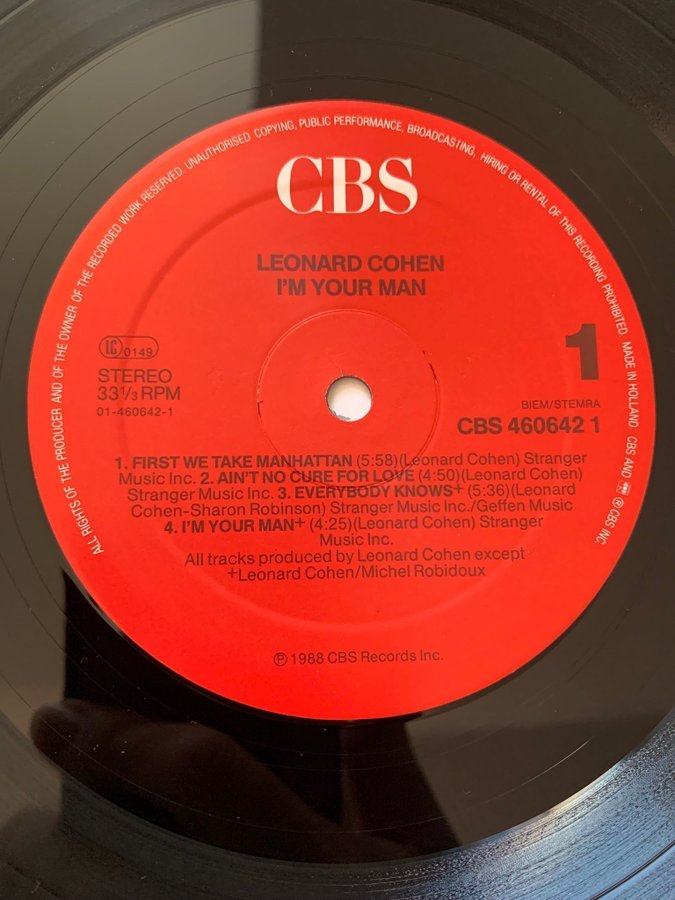 ALL RIGHTS OF THE PRODUCER AND OF THE OWNER OF THE RECORDED WORK RESERVED. UNAUTHORISED COPYING, PUBLIC PERFORMANCE, BROADCASTING, HIRING OR RENTAL OF THIS RECORDING PROHIBITED. MADE IN HOLLAND CBS AND ® CBS INC.
CBS
LEONARD COHEN
I'M YOUR MAN
1
LC 0149
STEREO
33 1/3 RPM
01-460642-1
BIEM/STEMRA
CBS 460642 1
1. FIRST WE TAKE MANHATTAN (5:58)(Leonard Cohen) Stranger
Music Inc. 2. AIN'T NO CURE FOR LOVE (4:50)(Leonard Cohen)
Stranger Music Inc. 3. EVERYBODY KNOWS+ (5:36)(Leonard
Cohen-Sharon Robinson) Stranger Music Inc./Geffen Music
4. I'M YOUR MAN+ (4:25)(Leonard Cohen) Stranger
Music Inc.
All tracks produced by Leonard Cohen except
+Leonard Cohen/Michel Robidoux
℗ 1988 CBS Records Inc.